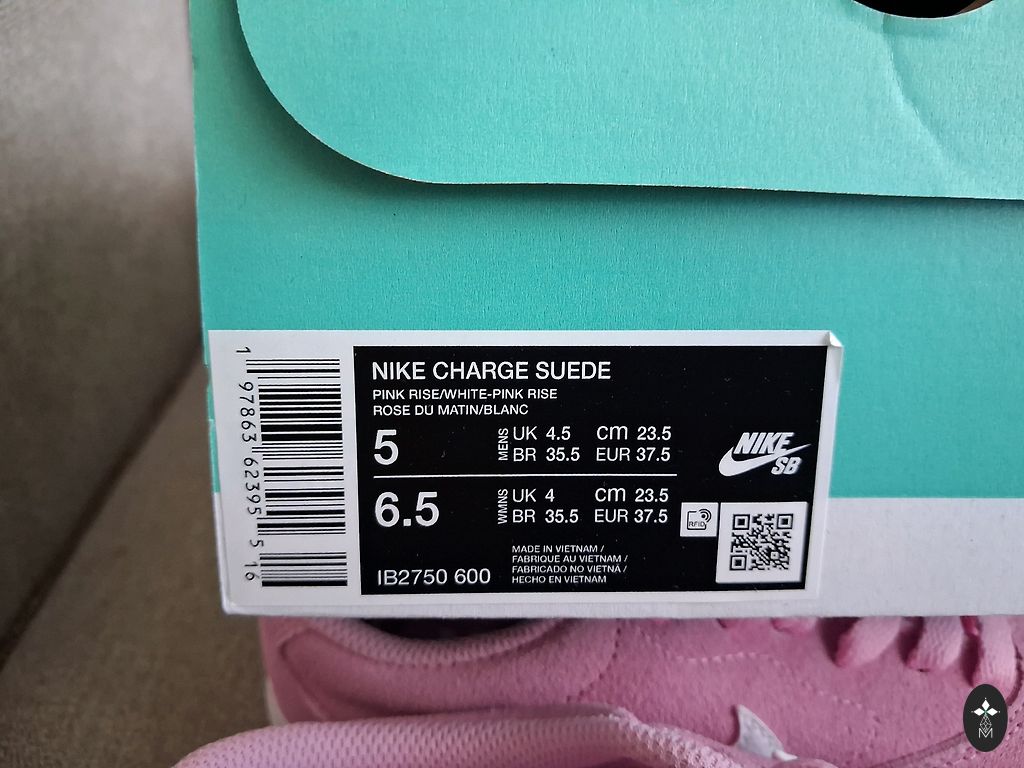 NIKE CHARGE SUEDE
PINK RISE/WHITE-PINK RISE
ROSE DU MATIN/BLANC
5
MENS
UK 4.5 cm 23.5
BR 35.5 EUR 37.5
6.5
WMNS
UK 4 cm 23.5
BR 35.5 EUR 37.5
NIKE
SB
RFID
IB2750 600
MADE IN VIETNAM /
FABRIQUE AU VIETNAM /
FABRICADO NO VIETNÃ /
HECHO EN VIETNAM
1 97863 62395 5 16
M